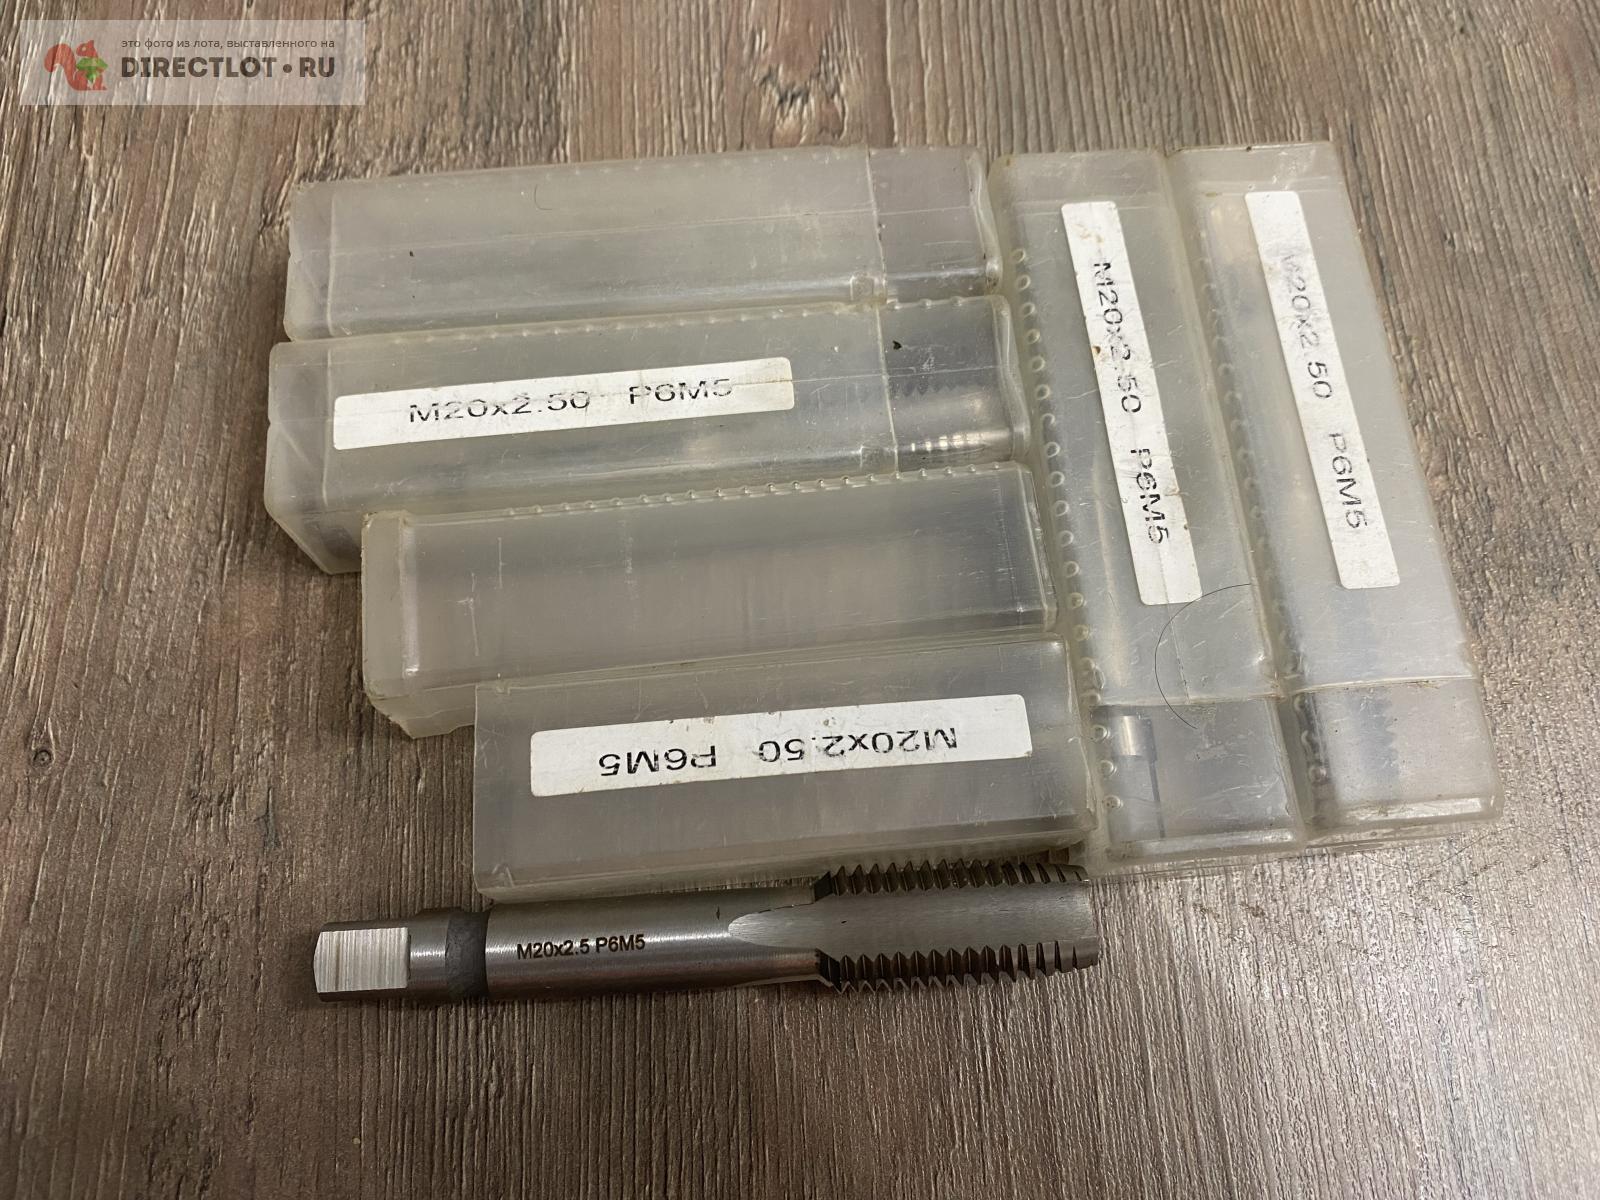 это фото из лота, выставленного на
DIRECTLOT•RU
M20x2.50 P6M5
M20x2.50 P6M5
M20x2.50 P6M5
M20x2.50 P6M5
M20x2.5 P6M5